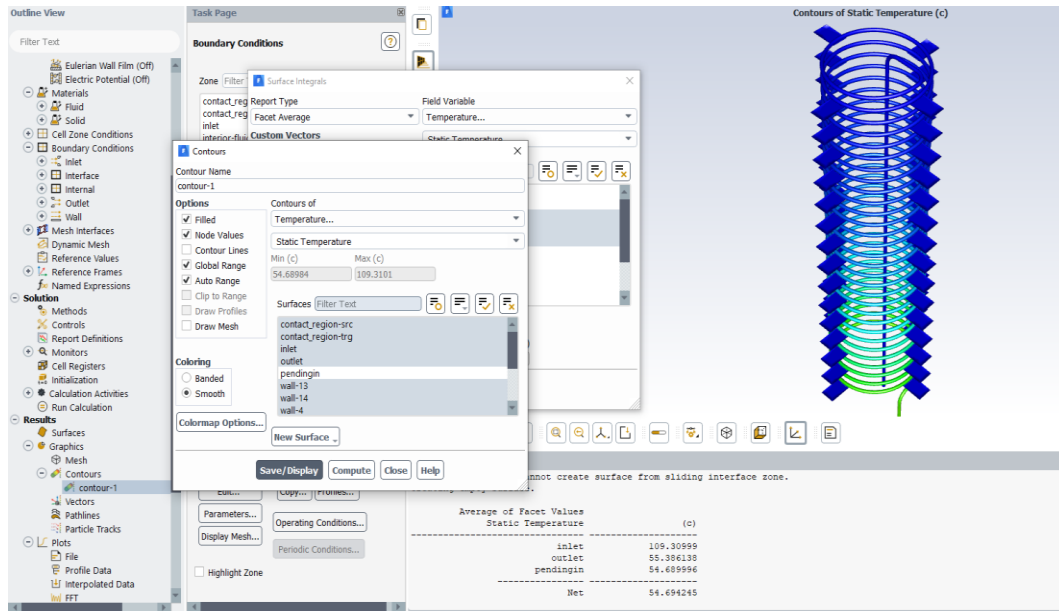 Outline View
Filter Text
Eulerian Wall Film (Off)
Electric Potential (Off)
Materials
Fluid
Solid
Cell Zone Conditions
Boundary Conditions
Inlet
Interface
Internal
Outlet
Wall
Mesh Interfaces
Dynamic Mesh
Reference Values
Reference Frames
Named Expressions
Solution
Methods
Controls
Report Definitions
Monitors
Cell Registers
Initialization
Calculation Activities
Run Calculation
Results
Surfaces
Graphics
Mesh
Contours
contour-1
Vectors
Pathlines
Particle Tracks
Plots
File
Profile Data
Interpolated Data
FFT
Task Page
Boundary Conditions
?
Zone Filter
contact_reg
contact_reg
inlet
interior-flui
Edit... Copy... Profiles...
Parameters... Operating Conditions...
Display Mesh... Periodic Conditions...
Highlight Zone
Surface Integrals
Report Type Field Variable
Facet Average Temperature...
Custom Vectors
Static Temperature
Contours
Contour Name
contour-1
Options Contours of
Filled Temperature...
Node Values
Contour Lines Static Temperature
Global Range Min (c) Max (c)
Auto Range 54.68984 109.3101
Clip to Range
Draw Profiles Surfaces Filter Text
Draw Mesh
contact_region-src
contact_region-trg
inlet
outlet
pendingin
wall-13
wall-14
wall-4
Coloring
Banded
Smooth
Colormap Options...
New Surface
Save/Display Compute Close Help
Contours of Static Temperature (c)
nnot create surface from sliding interface zone.
Average of Facet Values
Static Temperature (c)
inlet 109.30999
outlet 55.386138
pendingin 54.689996
Net 54.694245